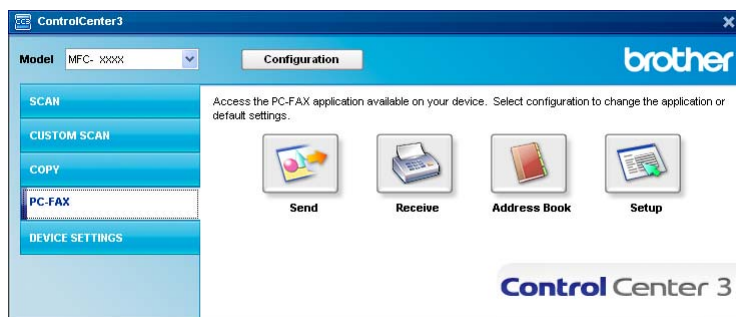 CC3 ControlCenter3
Model MFC- XXXX Configuration brother
SCAN
CUSTOM SCAN
COPY
PC-FAX
DEVICE SETTINGS
Access the PC-FAX application available on your device. Select configuration to change the application or
default settings.
Send Receive Address Book Setup
Control Center 3